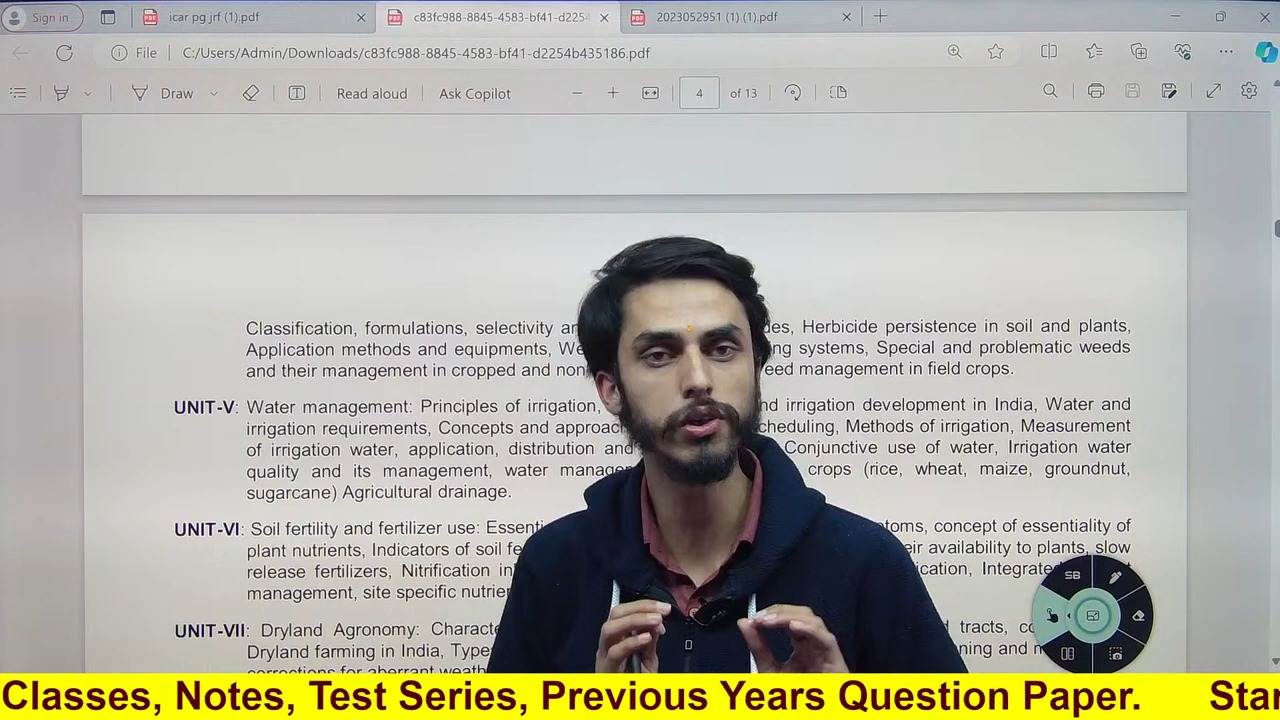 Sign in
icar pg jrf (1).pdf
c83fc988-8845-4583-bf41-d2254
2023052951 (1) (1).pdf
File C:/Users/Admin/Downloads/c83fc988-8845-4583-bf41-d2254b435186.pdf
Draw
Read aloud
Ask Copilot
4 of 13
Classification, formulations, selectivity an des, Herbicide persistence in soil and plants,
Application methods and equipments, We ng systems, Special and problematic weeds
and their management in cropped and non eed management in field crops.
UNIT-V: Water management: Principles of irrigation, nd irrigation development in India, Water and
irrigation requirements, Concepts and approach cheduling, Methods of irrigation, Measurement
of irrigation water, application, distribution and Conjunctive use of water, Irrigation water
quality and its management, water manage crops (rice, wheat, maize, groundnut,
sugarcane) Agricultural drainage.
UNIT-VI: Soil fertility and fertilizer use: Essenti toms, concept of essentiality of
plant nutrients, Indicators of soil fe eir availability to plants, slow
release fertilizers, Nitrification in ication, Integrated
management, site specific nutrie
UNIT-VII: Dryland Agronomy: Characte tracts,
Dryland farming in India, Type ning and
corrections for aberrant weath
SB
Classes, Notes, Test Series, Previous Years Question Paper. Star